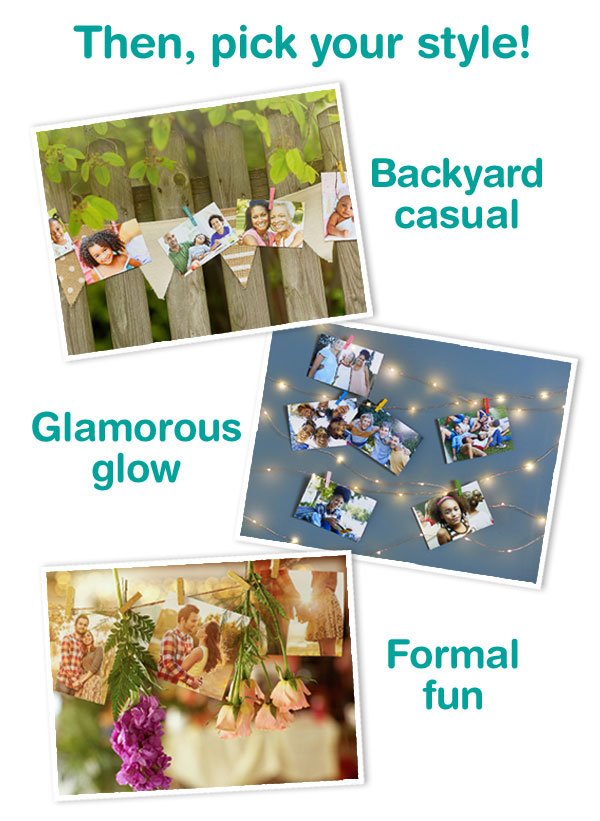 Then, pick your style!
Backyard
casual
Glamorous
glow
Formal
fun